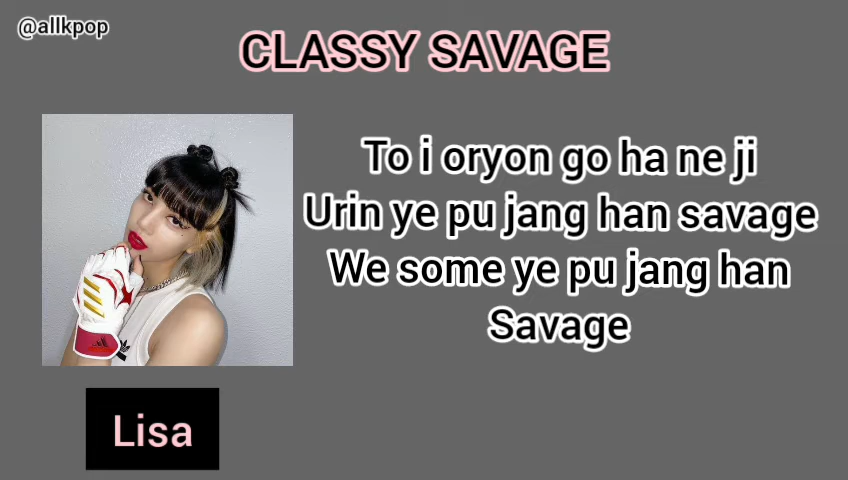 @allkpop
CLASSY SAVAGE
To i oryon go ha ne ji
Urin ye pu jang han savage
We some ye pu jang han
Savage
Lisa